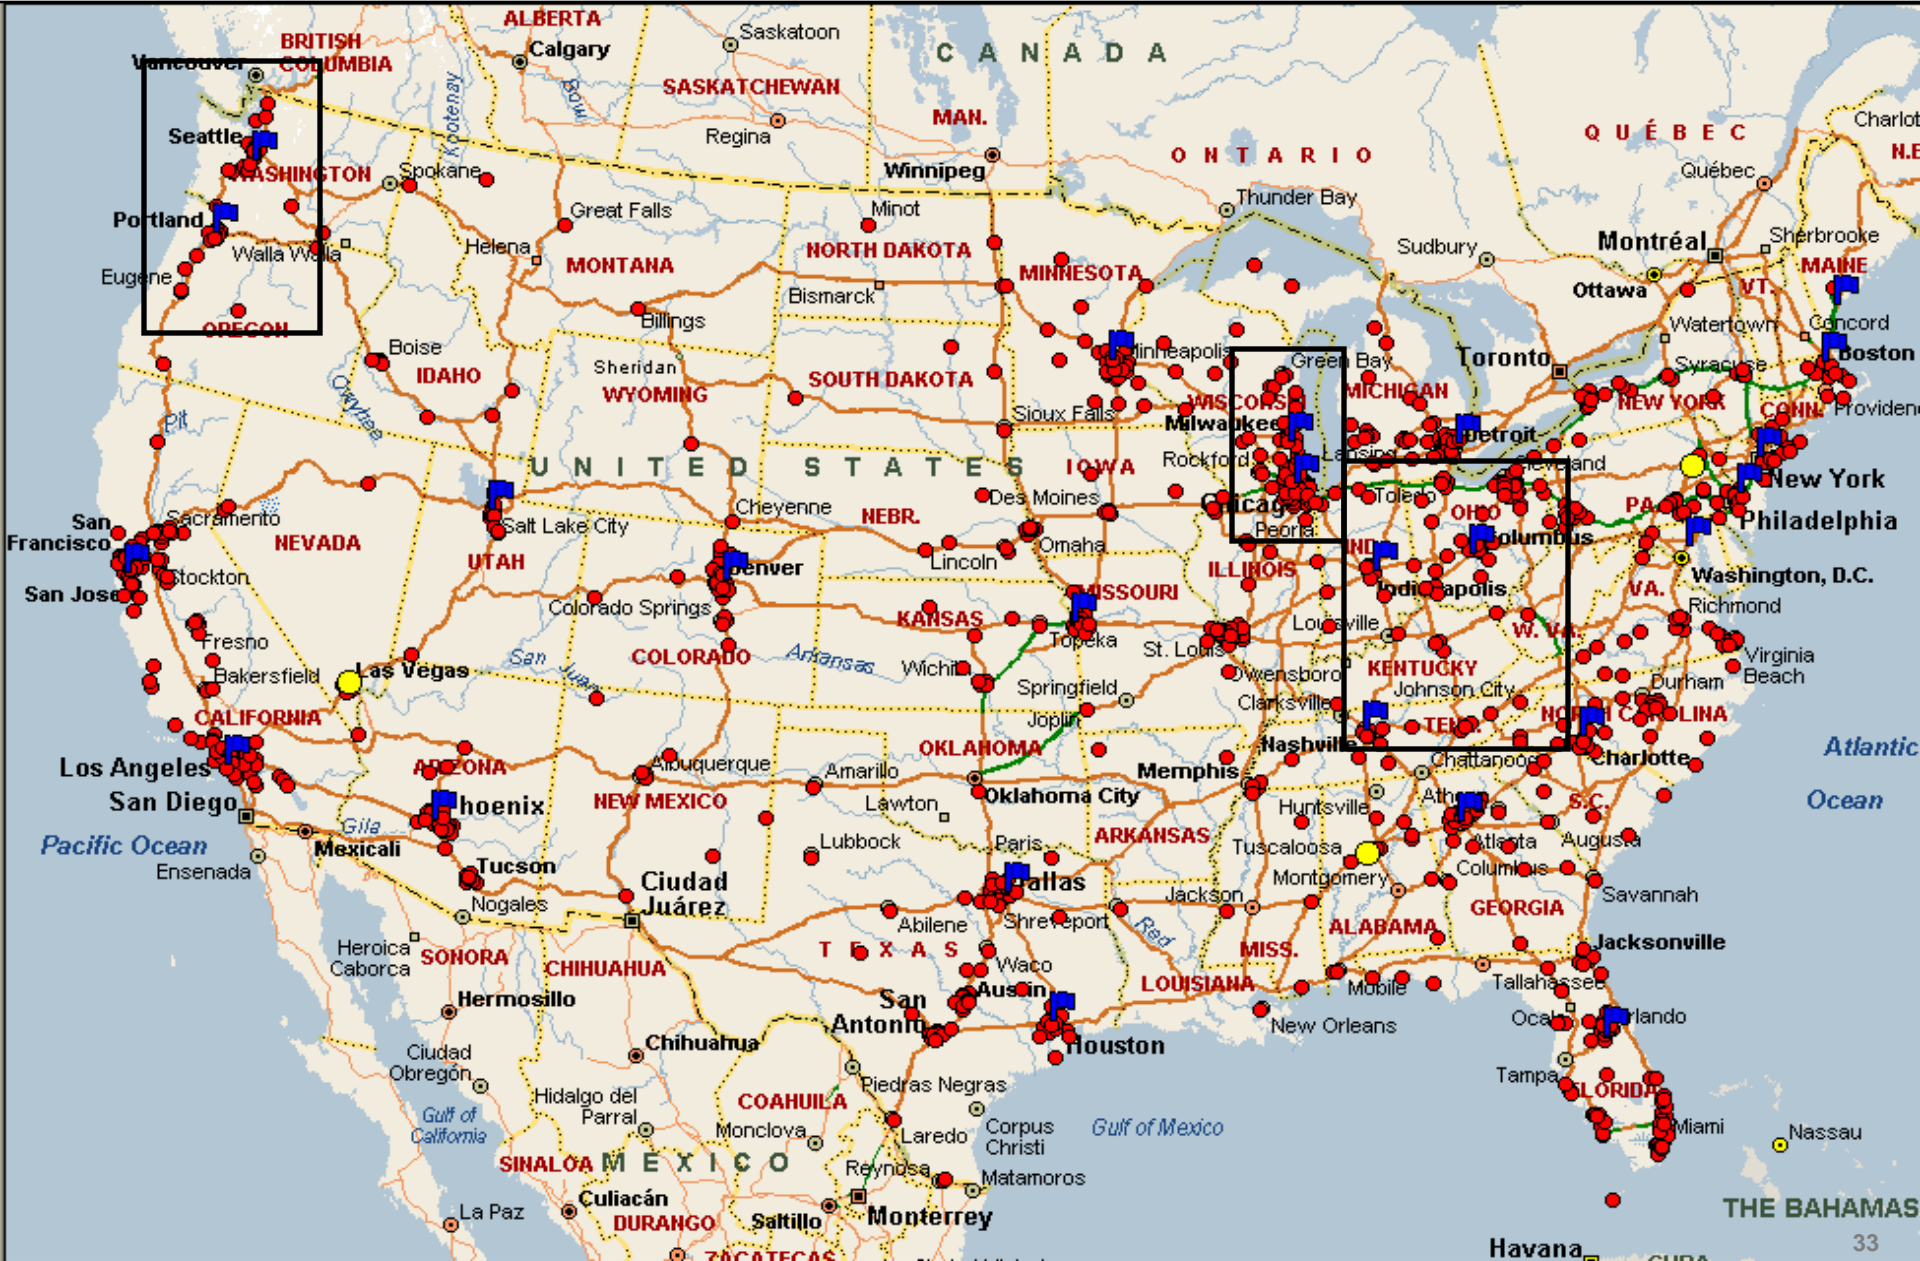 ALBERTA
Saskatoon
BRITISH
COLUMBIA
Calgary
C A N A D A
Vancouver
Kootenay
Bow
SASKATCHEWAN
MAN.
Regina
Charlot
Q U É B E C
N.E
Seattle
O N T A R I O
WASHINGTON
Spokane
Winnipeg
Québec
Thunder Bay
Portland
Great Falls
Minot
Walla Walla
Helena
MONTANA
NORTH DAKOTA
MINNESOTA
Sudbury
Montréal
Sherbrooke
MAINE
Eugene
Bismarck
Ottawa
VT.
OREGON
Billings
Watertown
Concord
Boise
IDAHO
Sheridan
WYOMING
SOUTH DAKOTA
Minneapolis
Green Bay
Toronto
Syracuse
Boston
Owyhee
Pit
Sioux Falls
WISCONSIN
MICHIGAN
NEW YORK
CONN.
Providen
Milwaukee
Detroit
U N I T E D   S T A T E S
IOWA
Rockford
Lansing
Cleveland
New York
Sacramento
Salt Lake City
Cheyenne
NEBR.
Des Moines
Chicago
Toledo
OHIO
PA.
Philadelphia
San
Francisco
NEVADA
UTAH
Lincoln
Omaha
Peoria
IND.
Columbus
Stockton
Denver
ILLINOIS
Washington, D.C.
San Jose
Colorado Springs
KANSAS
MISSOURI
Indianapolis
VA.
Richmond
Fresno
Topeka
St. Louis
Louisville
W. VA.
COLORADO
San Juan
Arkansas
Wichita
Virginia
Beach
Bakersfield
Las Vegas
Springfield
Owensboro
KENTUCKY
Durham
CALIFORNIA
Joplin
Clarksville
Johnson City
NORTH CAROLINA
TENN.
OKLAHOMA
Nashville
Atlantic
Ocean
Los Angeles
ARIZONA
Albuquerque
Amarillo
Memphis
Chattanooga
Charlotte
San Diego
Phoenix
NEW MEXICO
Lawton
Oklahoma City
Huntsville
Athens
S.C.
Pacific Ocean
Gila
Mexicali
Ensenada
Lubbock
Paris
ARKANSAS
Tuscaloosa
Atlanta
Augusta
Tucson
Ciudad
Juárez
Dallas
Montgomery
Columbus
Nogales
Abilene
Shreveport
Jackson
Savannah
Red
GEORGIA
ALABAMA
Heroica
Caborca
SONORA
CHIHUAHUA
T E X A S
Waco
MISS.
Jacksonville
LOUISIANA
Tallahassee
Mobile
Hermosillo
San
Antonio
Austin
New Orleans
Ocala
Orlando
Houston
Chihuahua
Ciudad
Obregón
Tampa
Piedras Negras
FLORIDA
Hidalgo del
Parral
COAHUILA
Gulf of
California
Monclova
Laredo
Corpus
Christi
Gulf of Mexico
Miami
Nassau
SINALOA
M E X I C O
Reynosa
Matamoros
Culiacán
La Paz
DURANGO
Saltillo
Monterrey
THE BAHAMAS
ZACATECAS
Havana
33